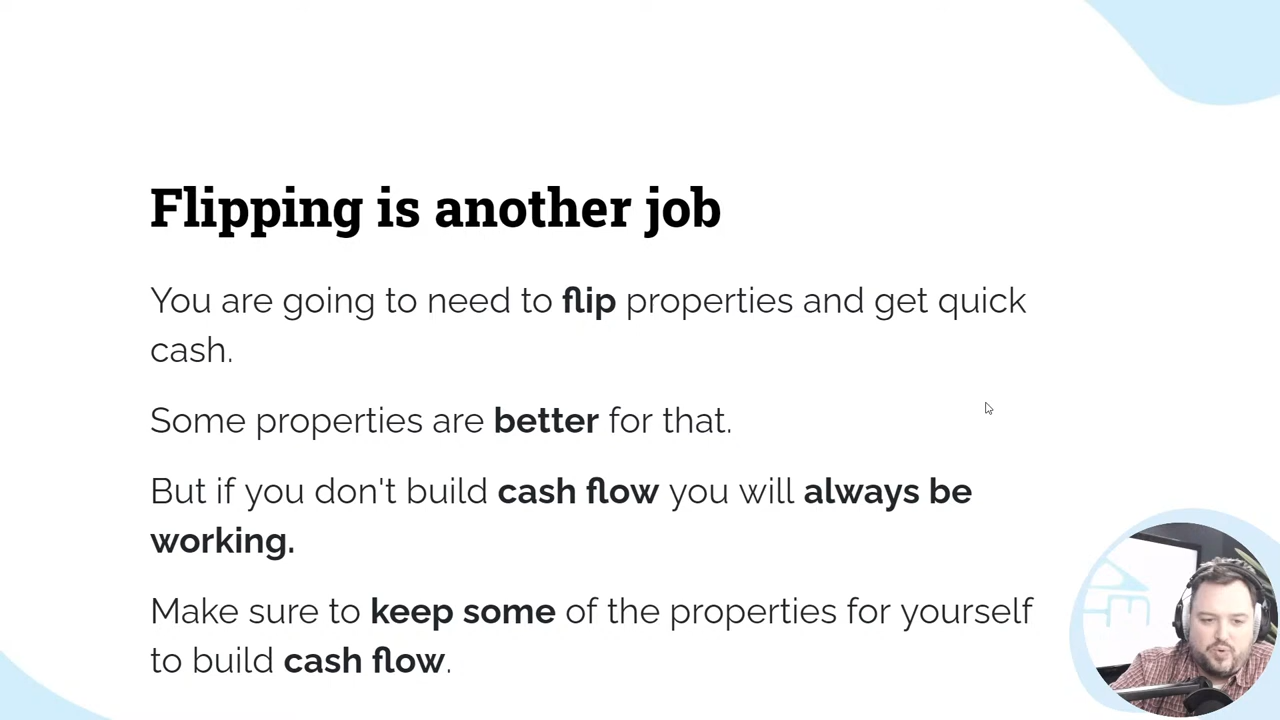 Flipping is another job
You are going to need to flip properties and get quick
cash.
Some properties are better for that.
But if you don't build cash flow you will always be
working.
Make sure to keep some of the properties for yourself
to build cash flow.